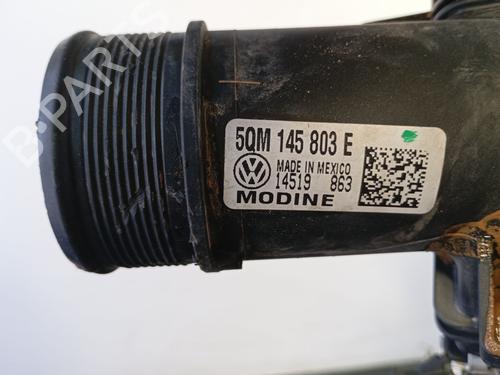 B-PARTS
5QM 145 803 E
MADE IN MEXICO
14519 863
MODINE